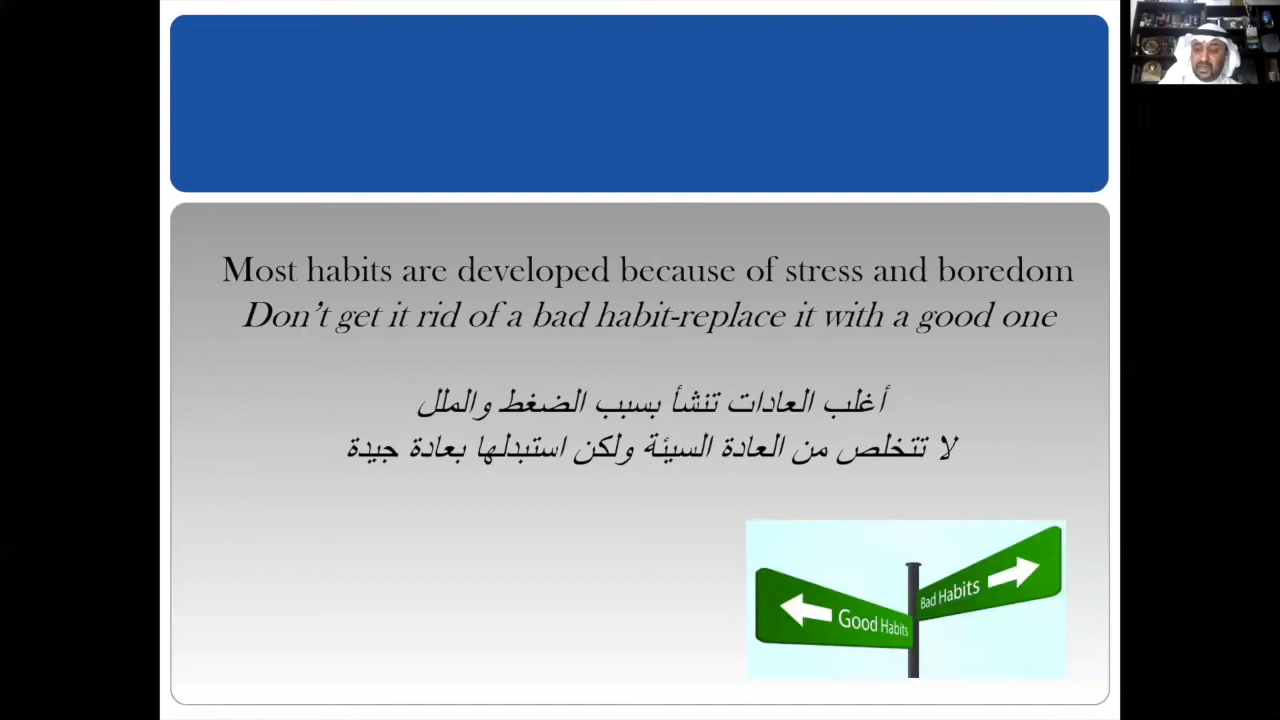 Most habits are developed because of stress and boredom
Don't get it rid of a bad habit-replace it with a good one
أغلب العادات تنشأ بسبب الضغط والملل
لا تتخلص من العادة السيئة ولكن استبدلها بعادة جيدة
Good Habits
Bad Habits